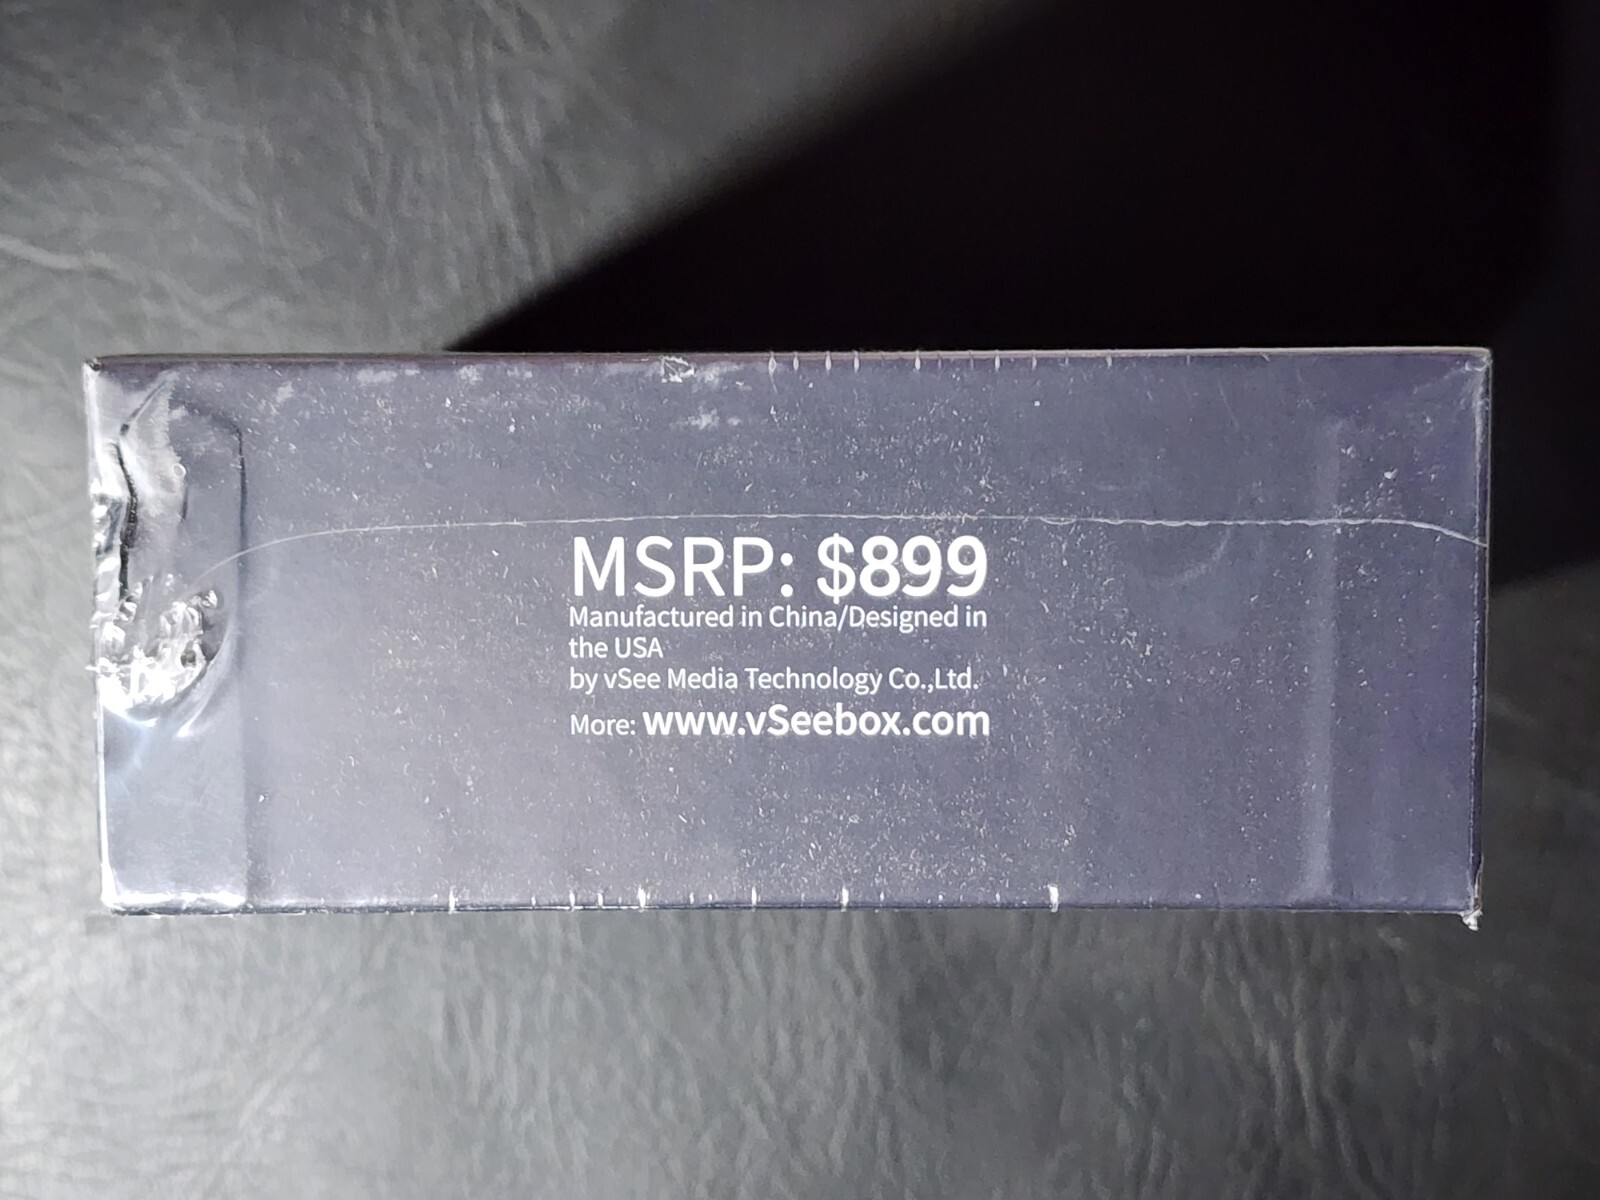 MSRP: $899
Manufactured in China/Designed in
the USA
by vSee Media Technology Co.,Ltd.
More: www.vSeebox.com